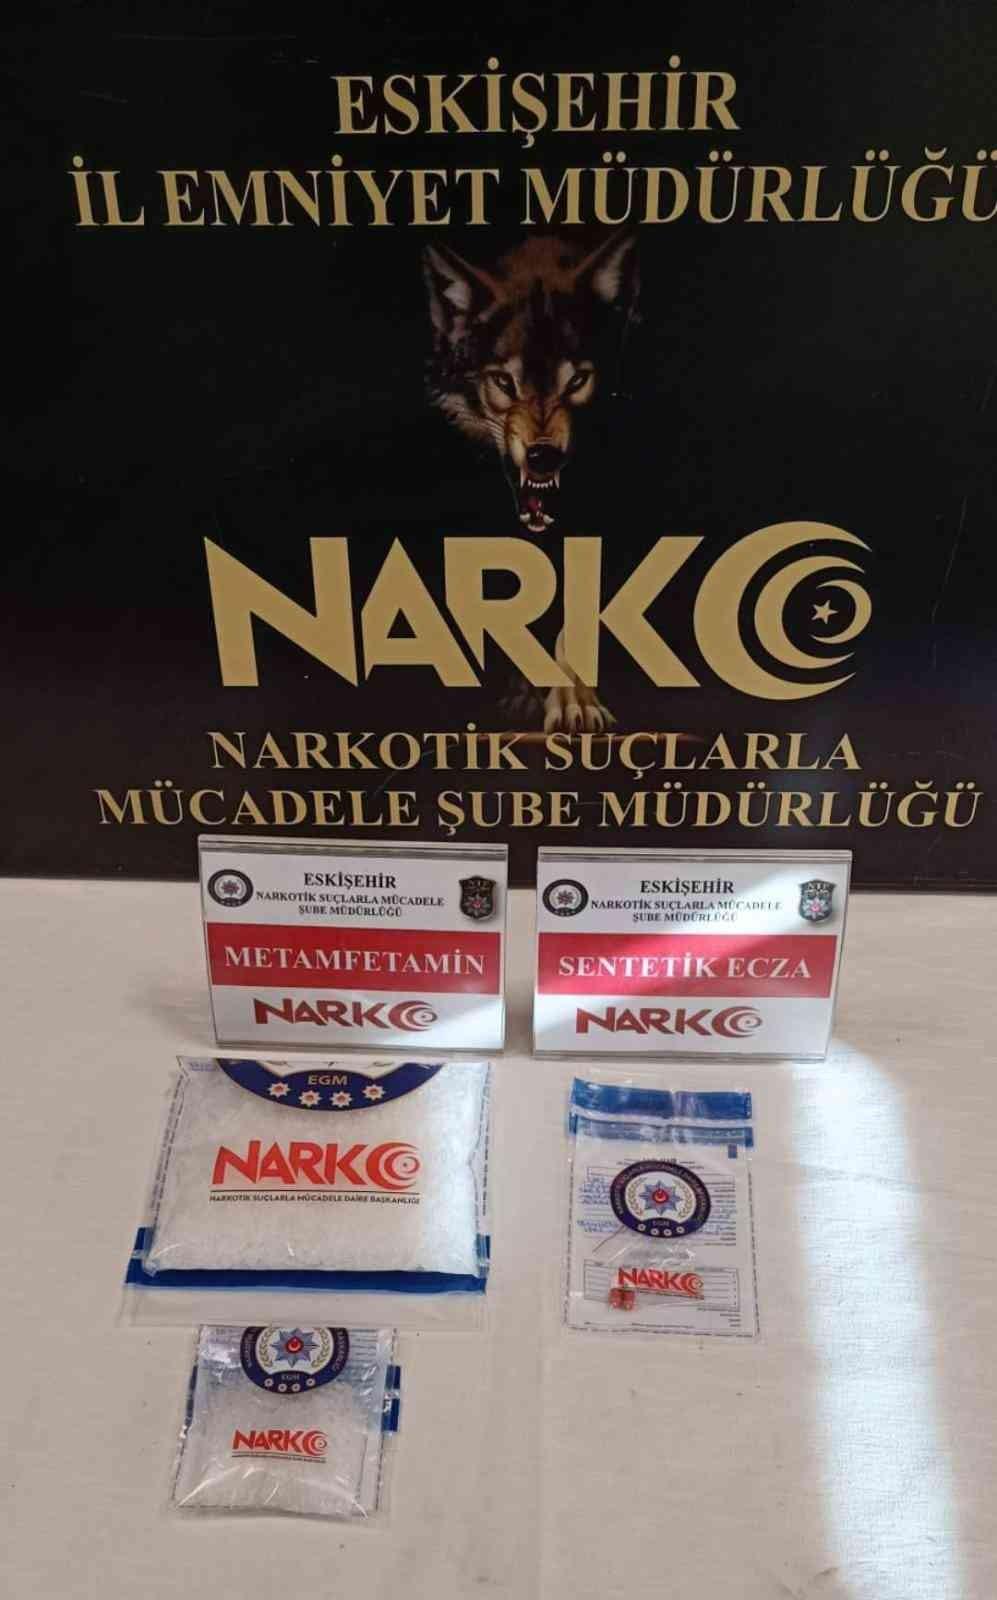 ESKİŞEHİR
İL EMNİYET MÜDÜRLÜĞÜ
NARKO
NARKOTİK SUÇLARLA
MÜCADELE ŞUBE MÜDÜRLÜĞÜ
ESKİŞEHİR
NARKOTİK SUÇLARLA MÜCADELE
ŞUBE MÜDÜRLÜĞÜ
METAMFETAMİN
NARKO
ESKİŞEHİR
NARKOTİK SUÇLARLA MÜCADELE
ŞUBE MÜDÜRLÜĞÜ
SENTETİK ECZA
NARKO
EGM
NARKO
NARKOTİK SUÇLARLA MÜCADELE DAİRE BAŞKANLIĞI
EGM
NARKO
EGM
NARKO